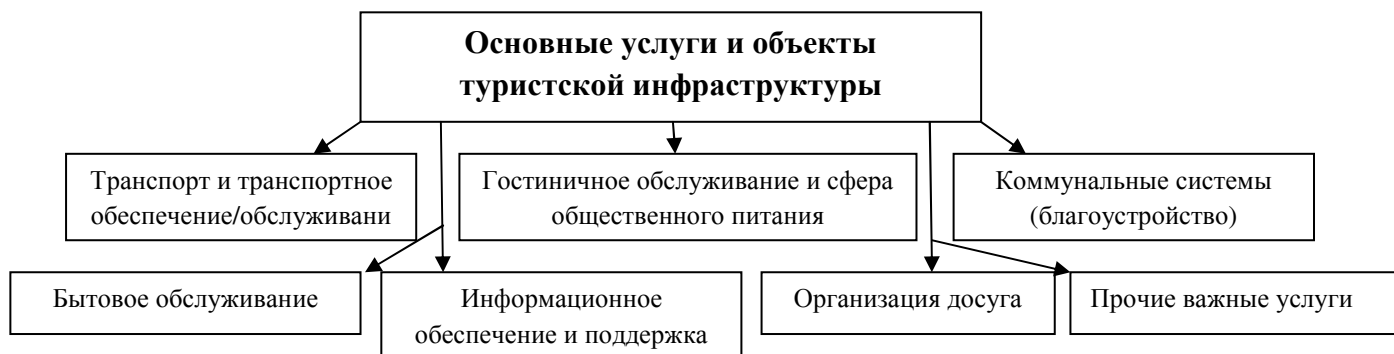 Основные услуги и объекты
туристской инфраструктуры
Транспорт и транспортное
обеспечение/обслуживани
Гостиничное обслуживание и сфера
общественного питания
Коммунальные системы
(благоустройство)
Бытовое обслуживание
Информационное
обеспечение и поддержка
Организация досуга
Прочие важные услуги